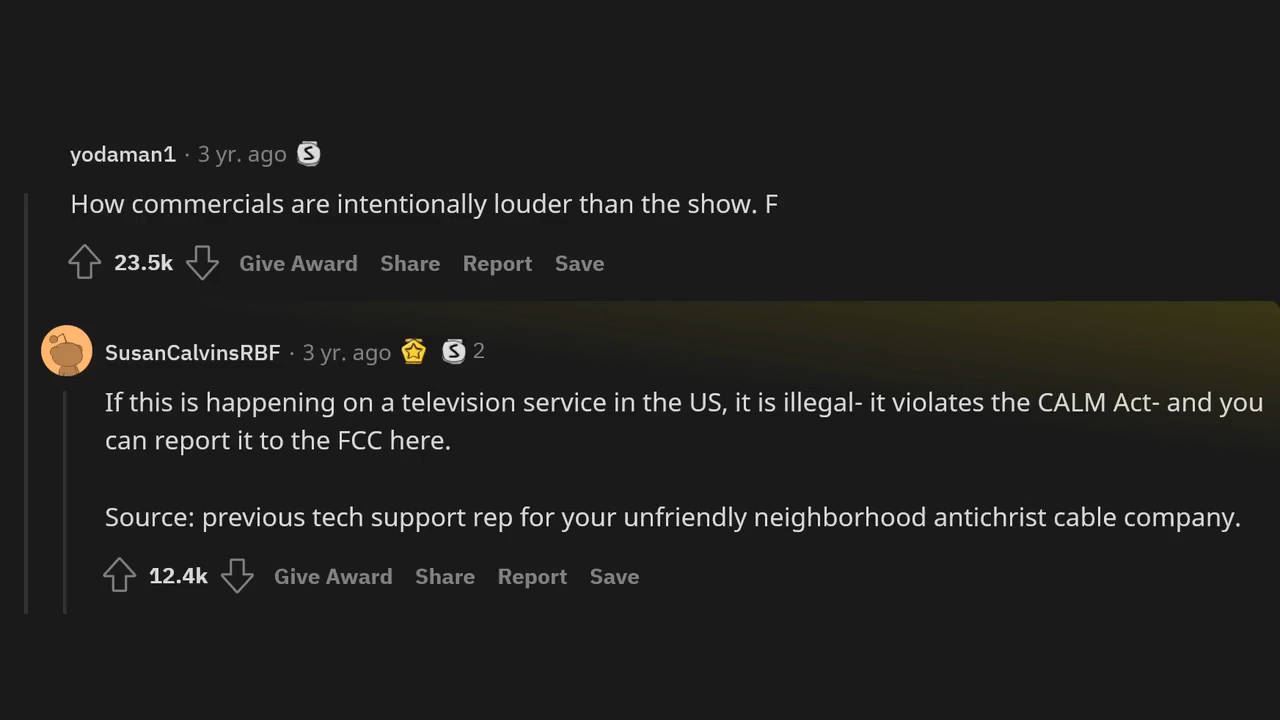 yodaman1 · 3 yr. ago S
How commercials are intentionally louder than the show. F
23.5k Give Award Share Report Save
SusanCalvinsRBF · 3 yr. ago S 2
If this is happening on a television service in the US, it is illegal- it violates the CALM Act- and you
can report it to the FCC here.
Source: previous tech support rep for your unfriendly neighborhood antichrist cable company.
12.4k Give Award Share Report Save